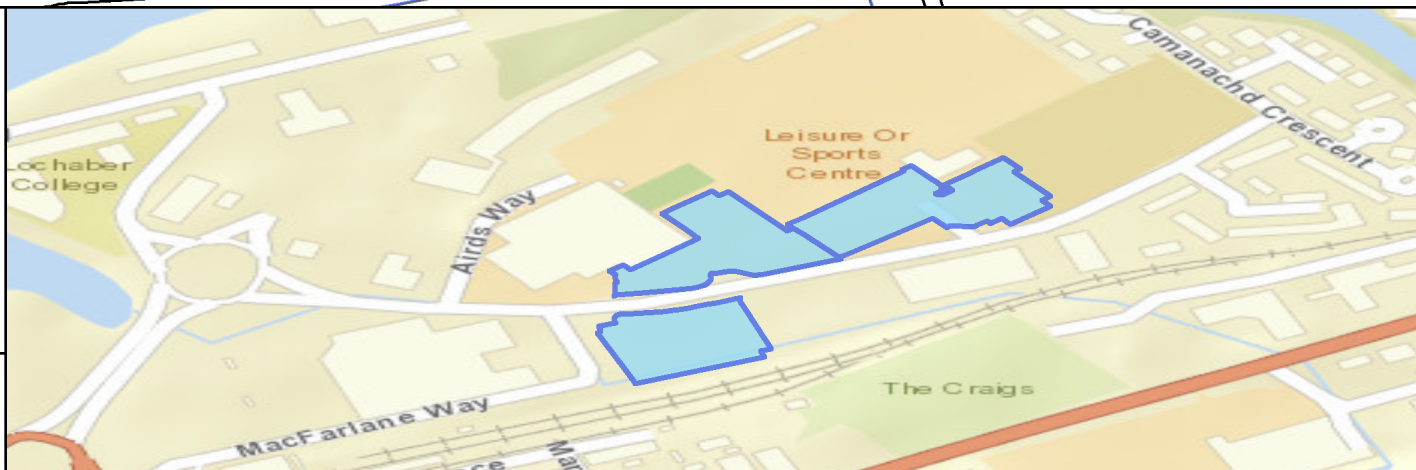 Camanachd Crescent
Leisure Or
Sports
Centre
Lochaber
College
Airds Way
The Craigs
MacFarlane Way